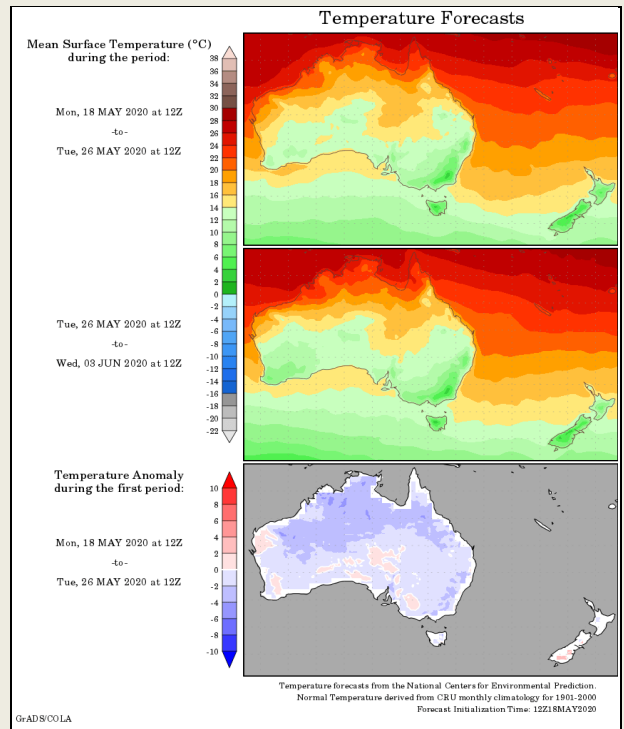 Temperature Forecasts
Mean Surface Temperature (°C)
during the period:
38
36
34
32
30
28
26
24
22
20
18
16
14
12
10
8
6
4
2
0
-2
-4
-6
-8
-10
-12
-14
-16
-18
-20
-22
Mon, 18 MAY 2020 at 12Z
-to-
Tue, 26 MAY 2020 at 12Z
Tue, 26 MAY 2020 at 12Z
-to-
Wed, 03 JUN 2020 at 12Z
Temperature Anomaly
during the first period:
10
8
6
4
2
0
-2
-4
-6
-8
-10
Mon, 18 MAY 2020 at 12Z
-to-
Tue, 26 MAY 2020 at 12Z
Temperature forecasts from the National Centers for Environmental Prediction.
Normal Temperature derived from CRU monthly climatology for 1901-2000
Forecast Initialization Time: 12Z18MAY2020
GrADS/COLA